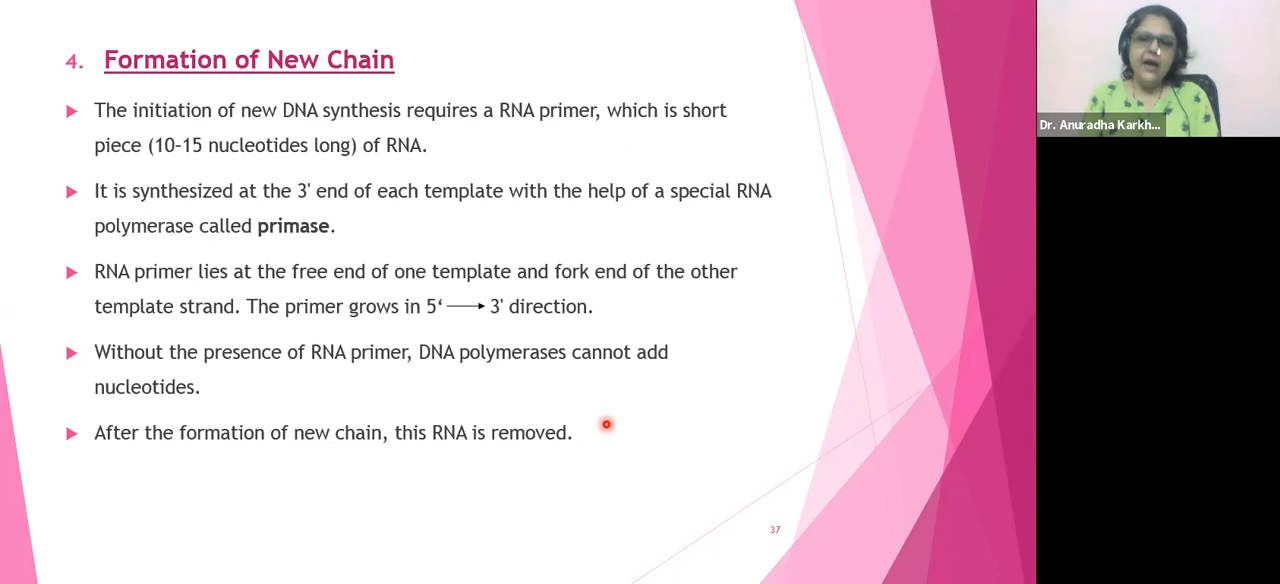 4. Formation of New Chain
The initiation of new DNA synthesis requires a RNA primer, which is short
piece (10-15 nucleotides long) of RNA.
It is synthesized at the 3' end of each template with the help of a special RNA
polymerase called primase.
RNA primer lies at the free end of one template and fork end of the other
template strand. The primer grows in 5‘ → 3' direction.
Without the presence of RNA primer, DNA polymerases cannot add
nucleotides.
After the formation of new chain, this RNA is removed.
37
Dr. Anuradha Karkh...